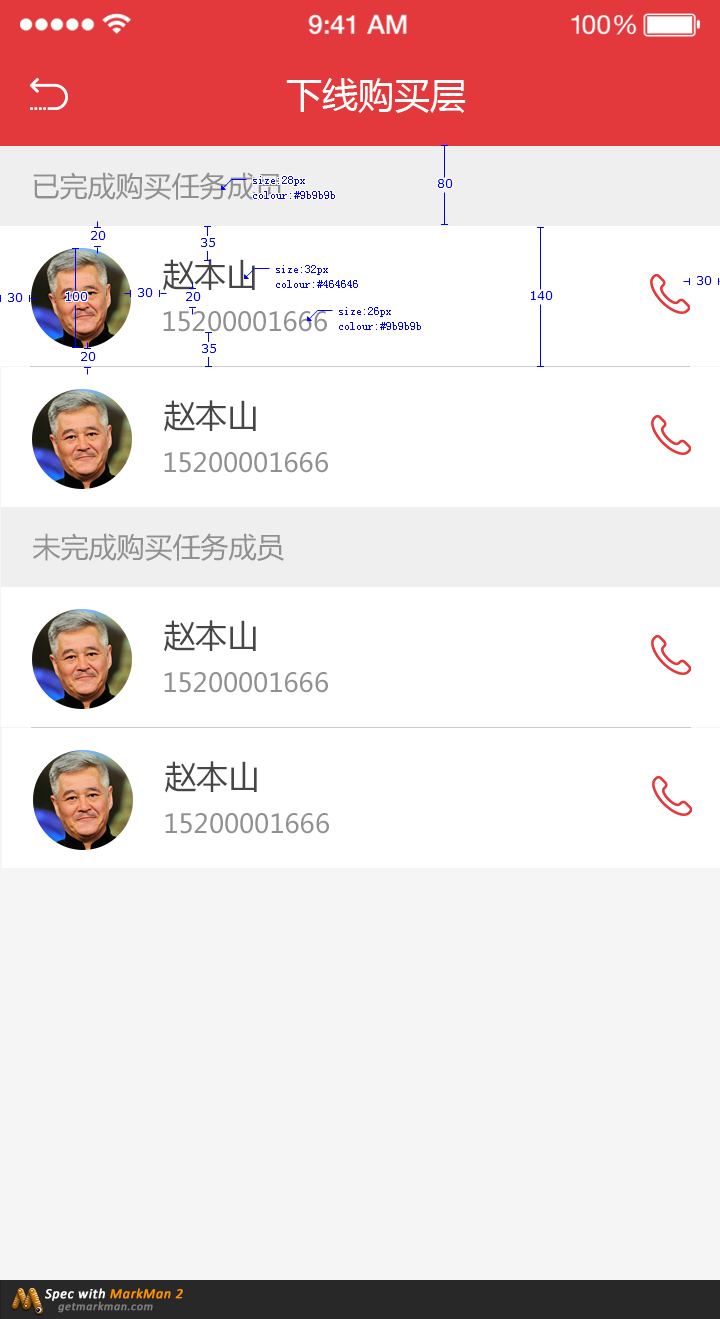 9:41 AM 100%
下线购买层
80
已完成购买任务成员
size:28px
colour:#9b9b9b
20
35
赵本山
size:32px
colour:#464646
30
100
30
20
140
30
15200001666
size:26px
colour:#9b9b9b
20
35
赵本山
15200001666
未完成购买任务成员
赵本山
15200001666
赵本山
15200001666
Spec with MarkMan 2
getmarkman.com